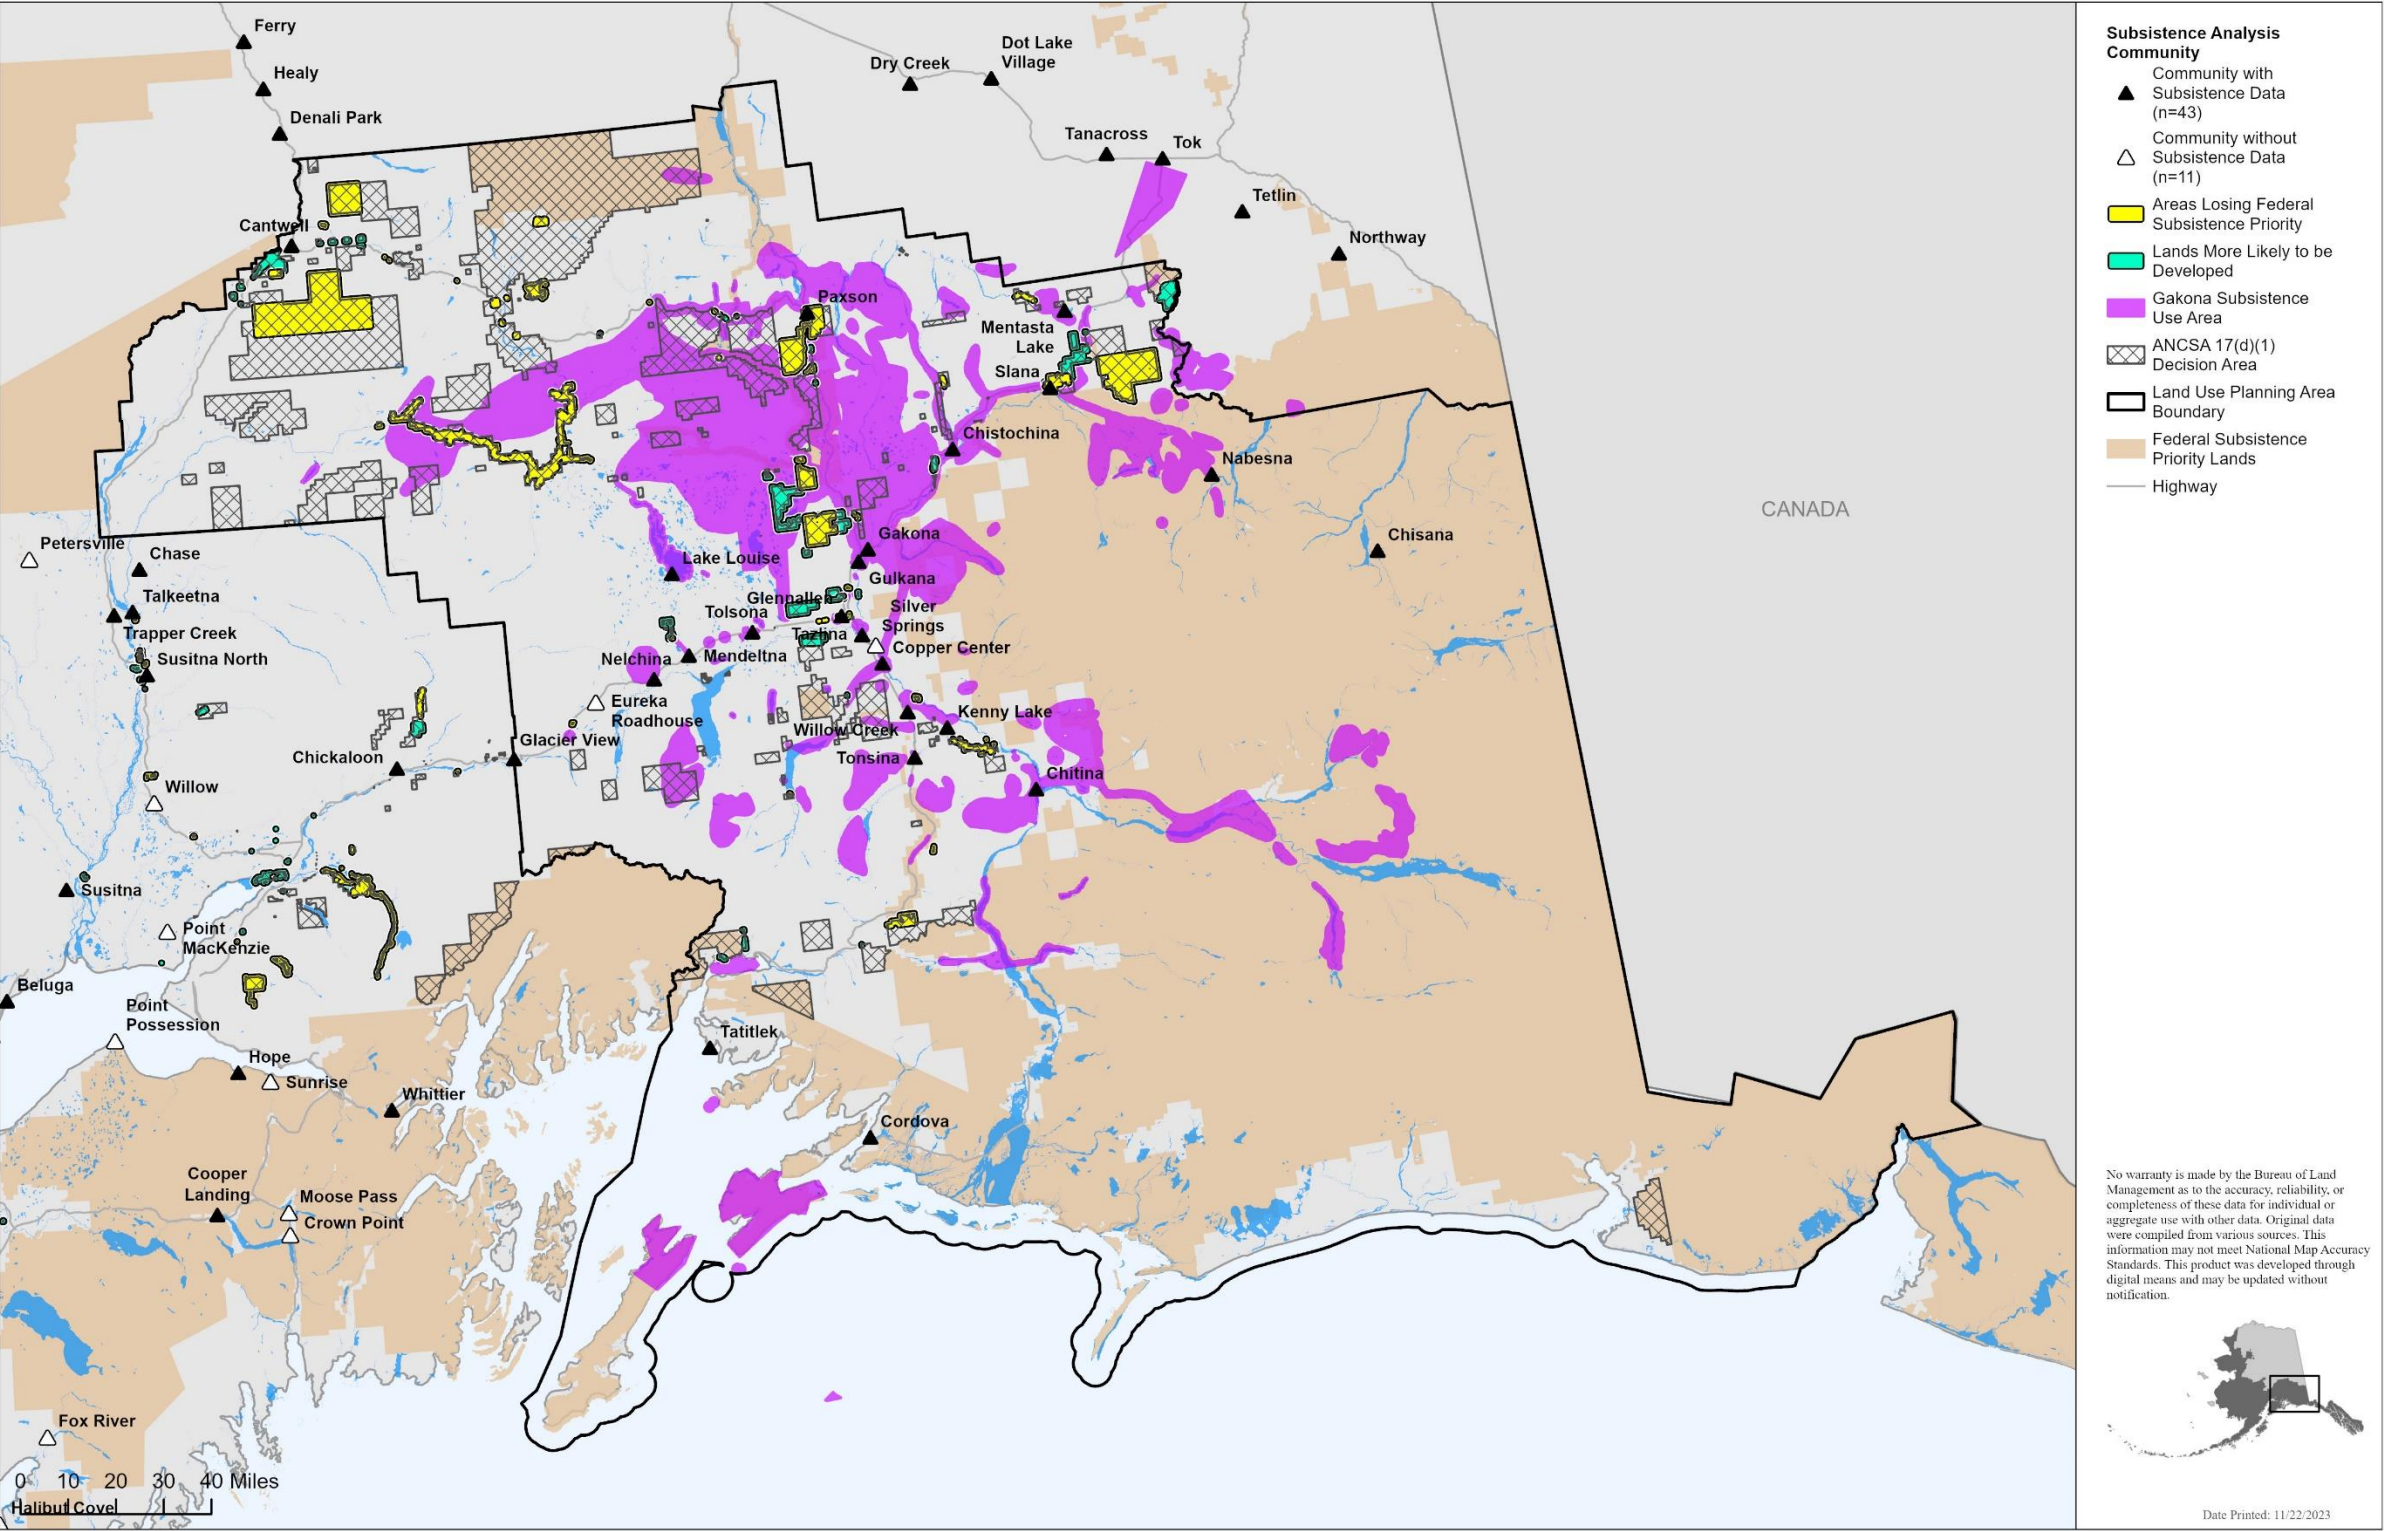 Ferry
Healy
Denali Park
Dry Creek
Dot Lake
Village
Tanacross
Tok
Tetlin
Northway
Cantwell
Paxson
Mentasta
Lake
Slana
Chistochina
Nabesna
Chisana
CANADA
Petersville
Chase
Talkeetna
Trapper Creek
Susitna North
Gakona
Lake Louise
Gulkana
Glennallen
Silver
Springs
Tolsona
Tazlina
Copper Center
Nelchina
Mendeltna
Eureka
Roadhouse
Kenny Lake
Willow Creek
Glacier View
Chickaloon
Tonsina
Chitina
Willow
Susitna
Point
MacKenzie
Beluga
Point
Possession
Tatitlek
Hope
Sunrise
Whittier
Cordova
Cooper
Landing
Moose Pass
Crown Point
Fox River
0 10 20 30 40 Miles
Halibut Cove
Subsistence Analysis
Community
Community with
Subsistence Data
(n=43)
Community without
Subsistence Data
(n=11)
Areas Losing Federal
Subsistence Priority
Lands More Likely to be
Developed
Gakona Subsistence
Use Area
ANCSA 17(d)(1)
Decision Area
Land Use Planning Area
Boundary
Federal Subsistence
Priority Lands
Highway
No warranty is made by the Bureau of Land
Management as to the accuracy, reliability, or
completeness of these data for individual or
aggregate use with other data. Original data
were compiled from various sources. This
information may not meet National Map Accuracy
Standards. This product was developed through
digital means and may be updated without
notification.
Date Printed: 11/22/2023